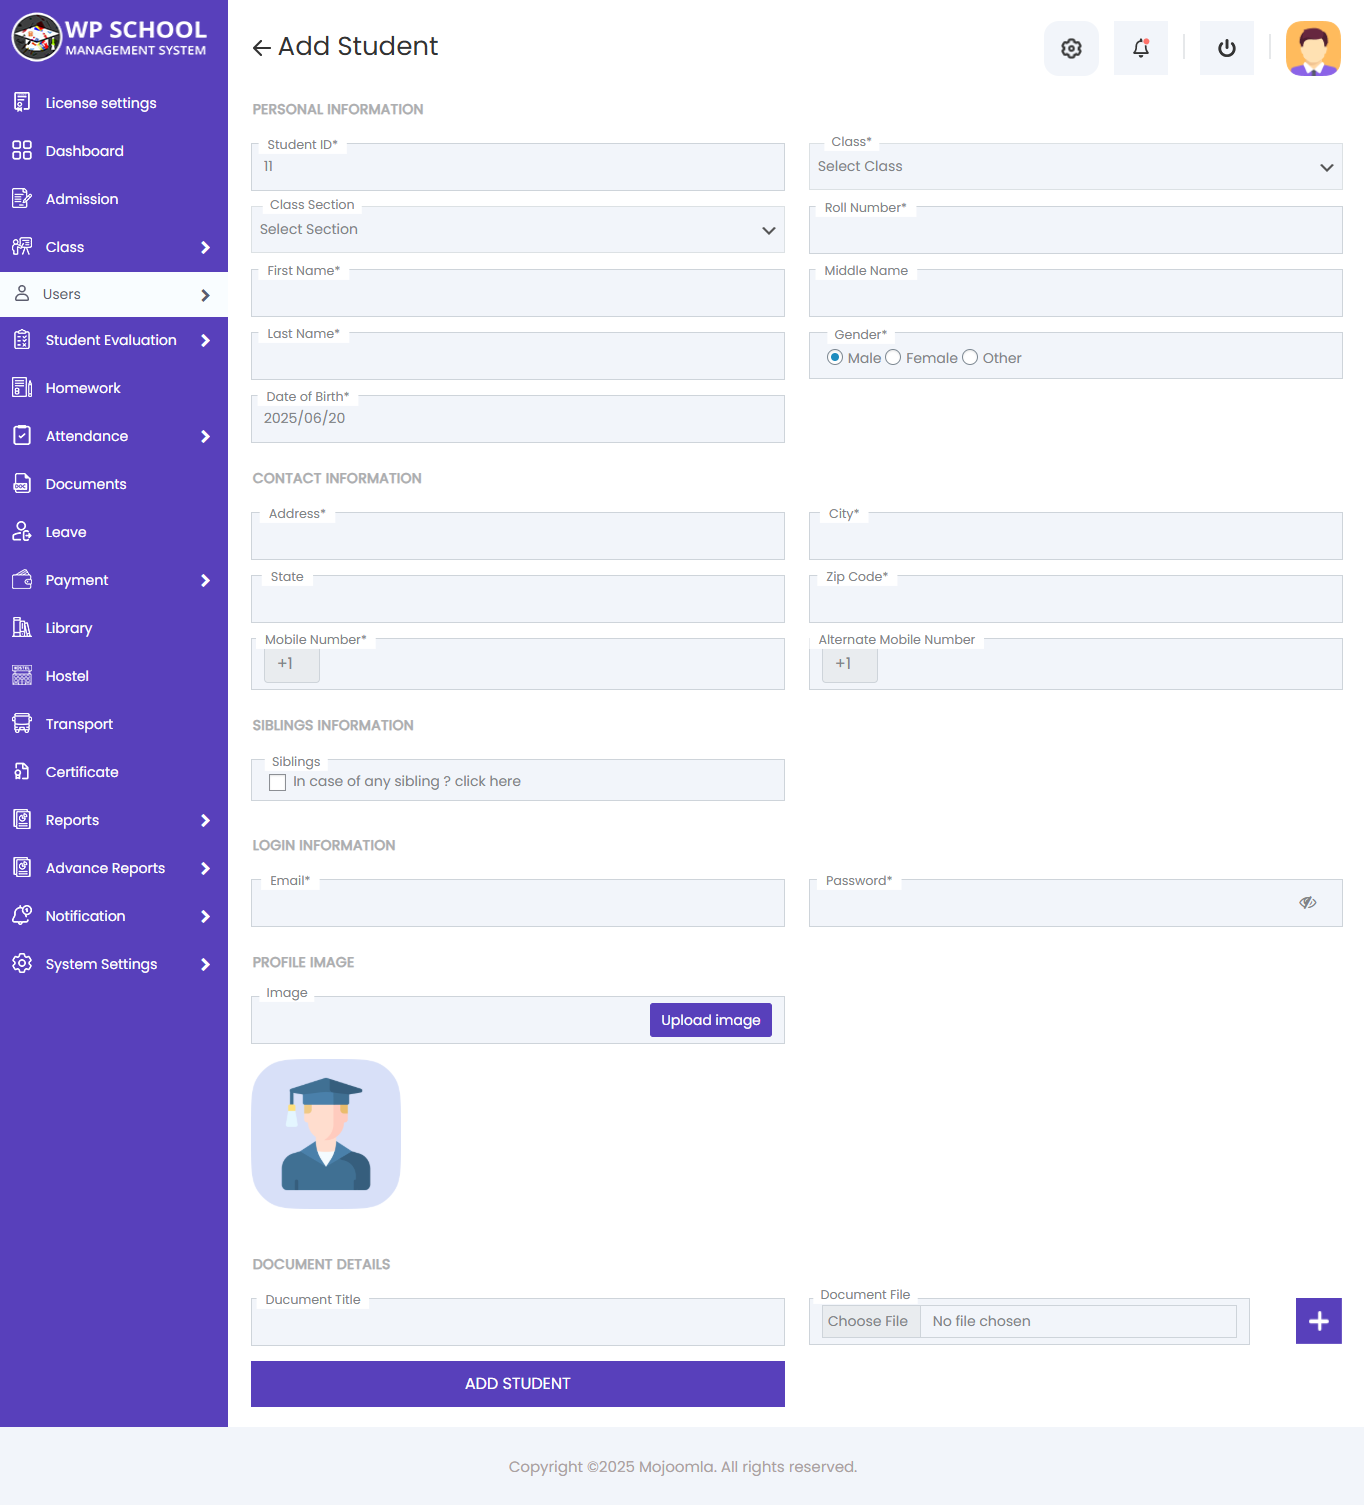 WP SCHOOL
MANAGEMENT SYSTEM
License settings
Dashboard
Admission
Class
Users
Student Evaluation
Homework
Attendance
Documents
Leave
Payment
Library
Hostel
Transport
Certificate
Reports
Advance Reports
Notification
System Settings
Add Student
PERSONAL INFORMATION
Student ID*
11
Class*
Select Class
Class Section
Select Section
Roll Number*
First Name*
Middle Name
Last Name*
Gender*
Male Female Other
Date of Birth*
2025/06/20
CONTACT INFORMATION
Address*
City*
State
Zip Code*
Mobile Number*
+1
Alternate Mobile Number
+1
SIBLINGS INFORMATION
Siblings
In case of any sibling ? click here
LOGIN INFORMATION
Email*
Password*
PROFILE IMAGE
Image
Upload image
DOCUMENT DETAILS
Ducument Title
Document File
Choose File No file chosen
ADD STUDENT
Copyright ©2025 Mojoomla. All rights reserved.